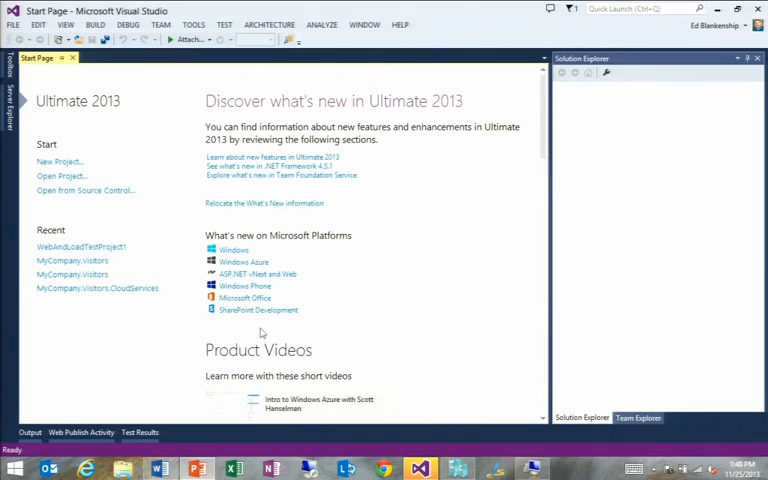 Start Page - Microsoft Visual Studio
Quick Launch (Ctrl+Q)
FILE EDIT VIEW BUILD DEBUG TEAM TOOLS TEST ARCHITECTURE ANALYZE WINDOW HELP
Ed Blankenship
Attach...
Start Page
Solution Explorer
Toolbox
Server Explorer
Ultimate 2013
Start
New Project...
Open Project...
Open from Source Control...
Recent
WebAndLoadTestProject1
MyCompany.Visitors
MyCompany.Visitors
MyCompany.Visitors.CloudServices
Discover what's new in Ultimate 2013
You can find information about new features and enhancements in Ultimate
2013 by reviewing the following sections.
Learn about new features in Ultimate 2013
See what's new in .NET Framework 4.5.1
Explore what's new in Team Foundation Service
Relocate the What's New information
What's new on Microsoft Platforms
Windows
Windows Azure
ASP.NET vNext and Web
Windows Phone
Microsoft Office
SharePoint Development
Product Videos
Learn more with these short videos
Intro to Windows Azure with Scott
Hanselman
Solution Explorer Team Explorer
Output Web Publish Activity Test Results
Ready
1:48 PM
11/25/2013